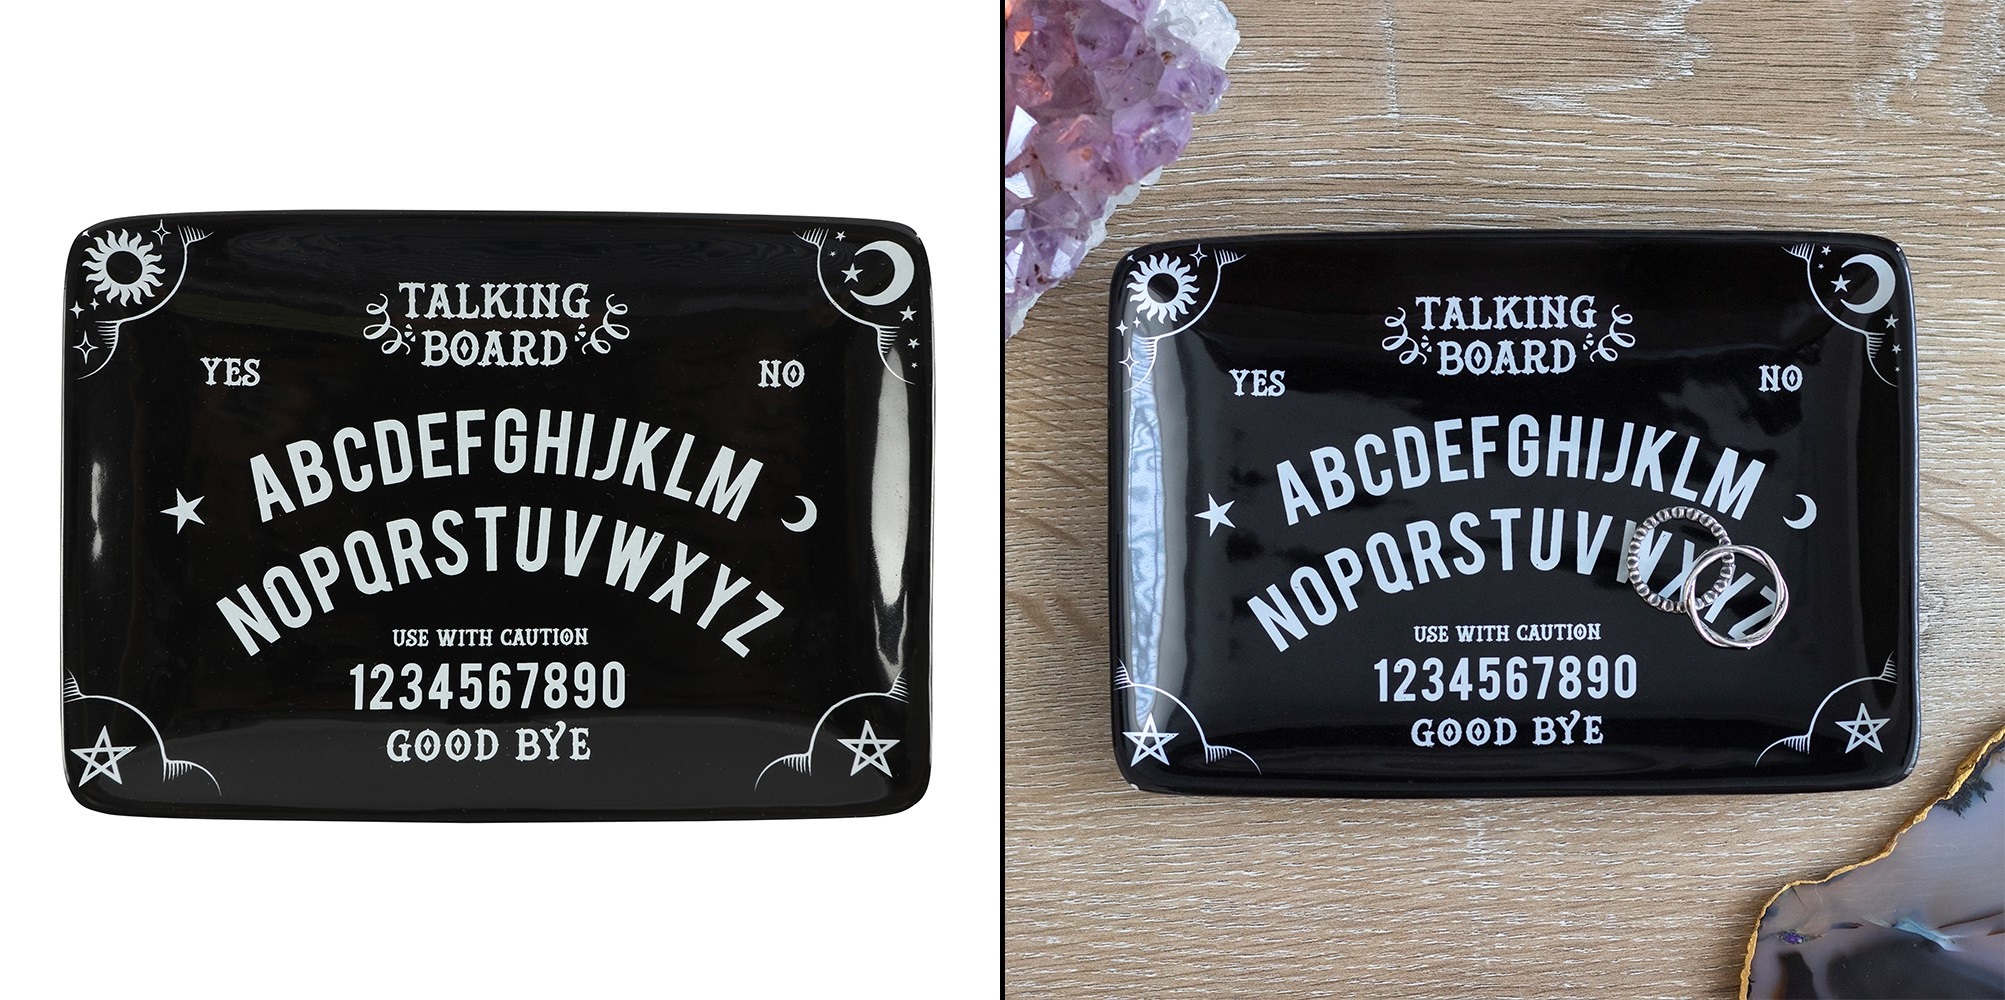 TALKING
BOARD
YES
NO
ABCDEFGHIJKLM
NOPQRSTUVWXYZ
USE WITH CAUTION
1234567890
GOOD BYE
TALKING
BOARD
YES
NO
ABCDEFGHIJKLM
NOPQRSTUVWXYZ
USE WITH CAUTION
1234567890
GOOD BYE